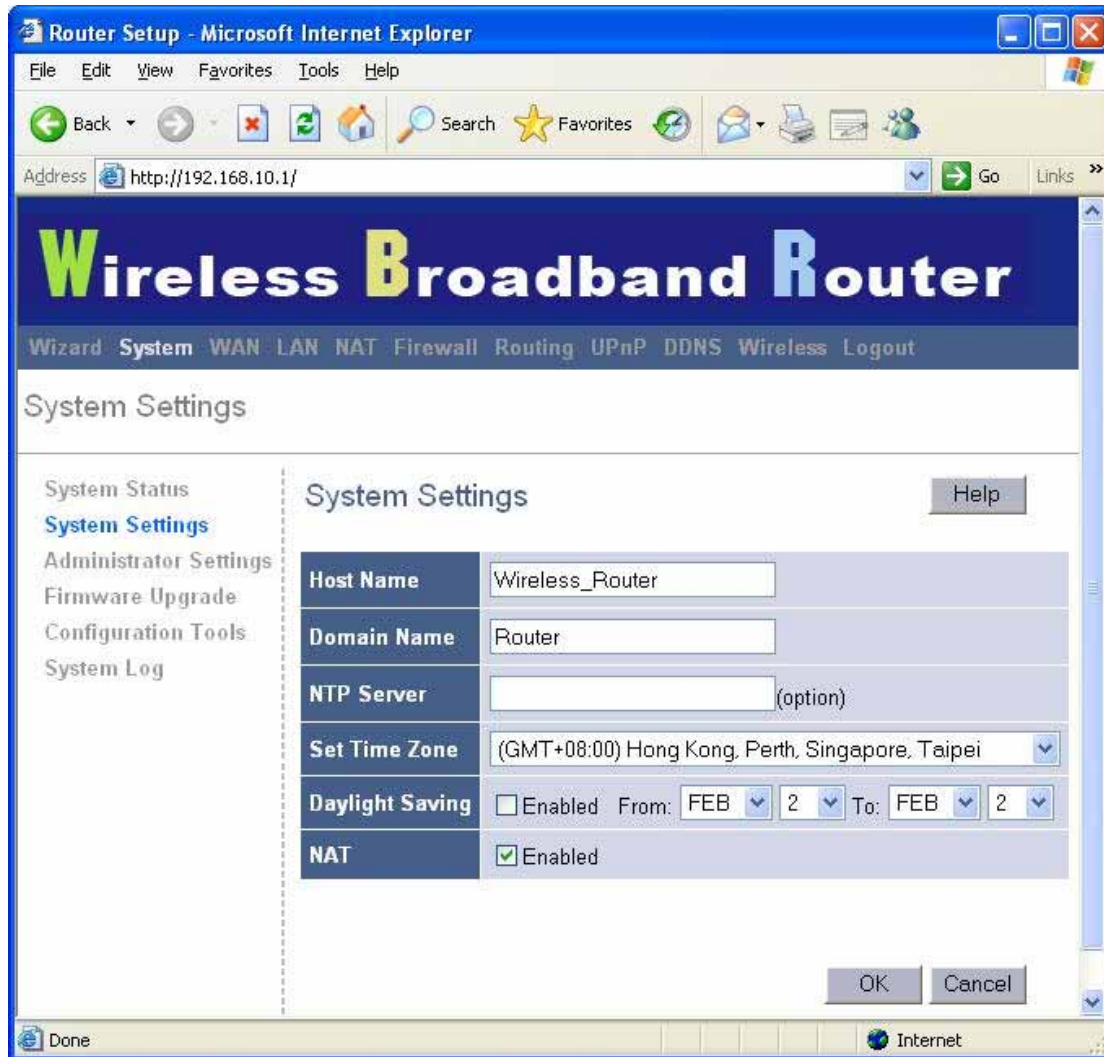 Router Setup - Microsoft Internet Explorer
File Edit View Favorites Tools Help
Back Search Favorites
Address http://192.168.10.1/ Go Links »
Wireless Broadband Router
Wizard System WAN LAN NAT Firewall Routing UPnP DDNS Wireless Logout
System Settings
System Status
System Settings
Administrator Settings
Firmware Upgrade
Configuration Tools
System Log
System Settings Help
Host Name Wireless_Router
Domain Name Router
NTP Server (option)
Set Time Zone (GMT+08:00) Hong Kong, Perth, Singapore, Taipei
Daylight Saving Enabled From: FEB 2 To: FEB 2
NAT Enabled
OK Cancel
Done Internet